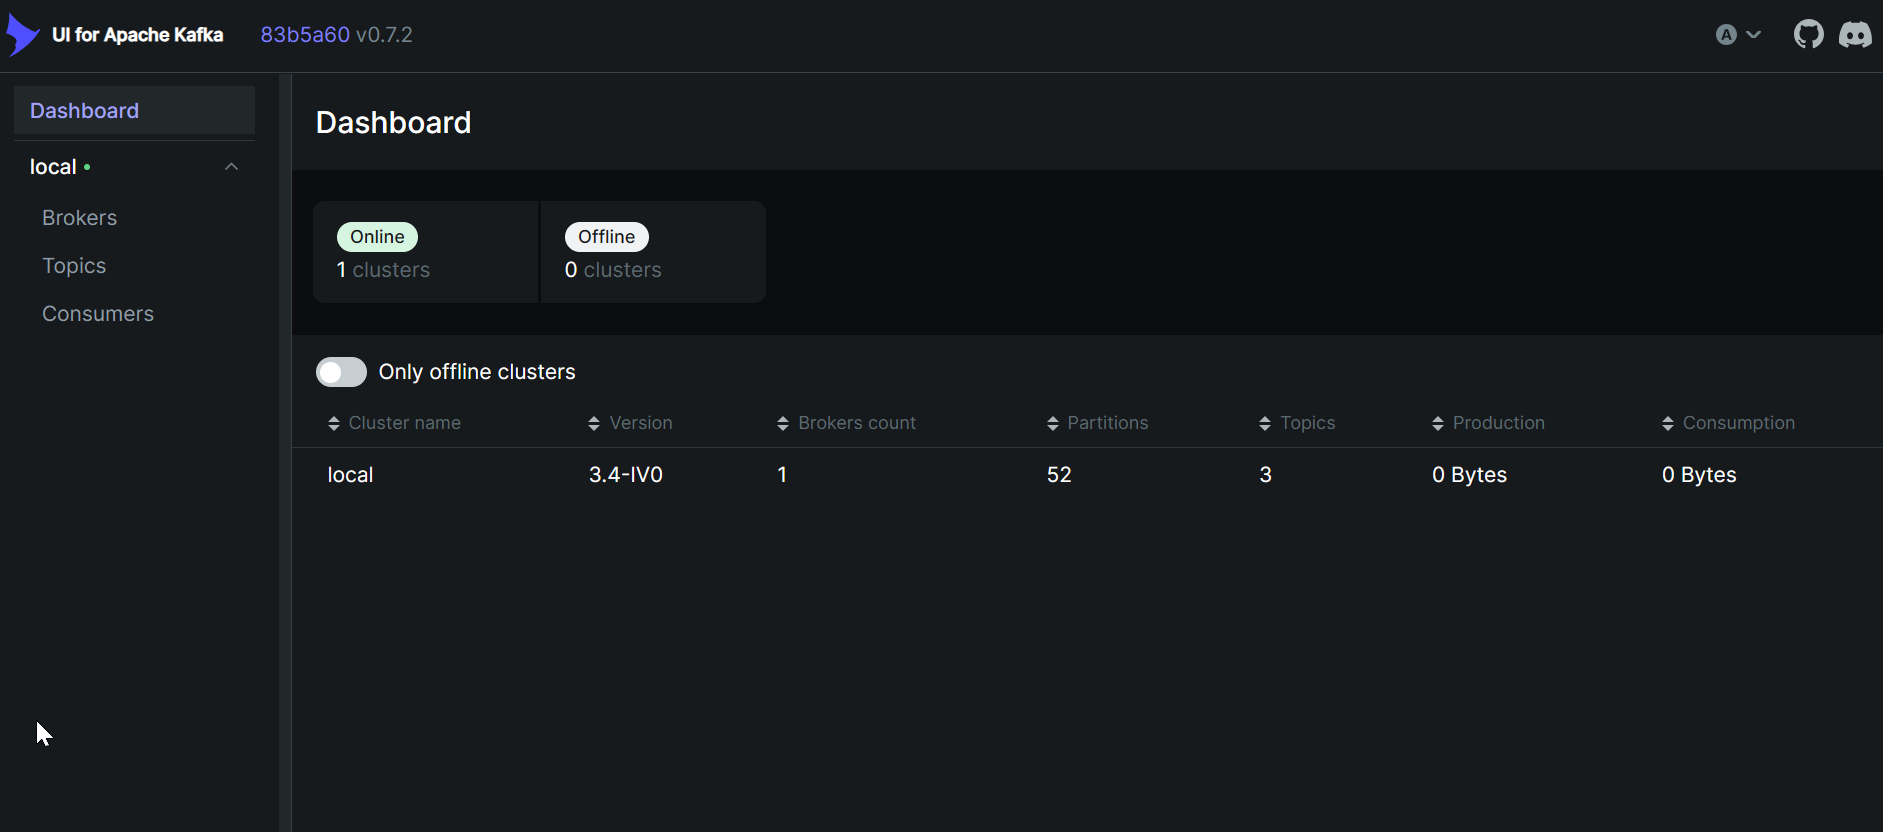 UI for Apache Kafka 83b5a60 v0.7.2
A
Dashboard
local
Brokers
Topics
Consumers
Dashboard
Online
1 clusters
Offline
0 clusters
Only offline clusters
Cluster name Version Brokers count Partitions Topics Production Consumption
local 3.4-IV0 1 52 3 0 Bytes 0 Bytes